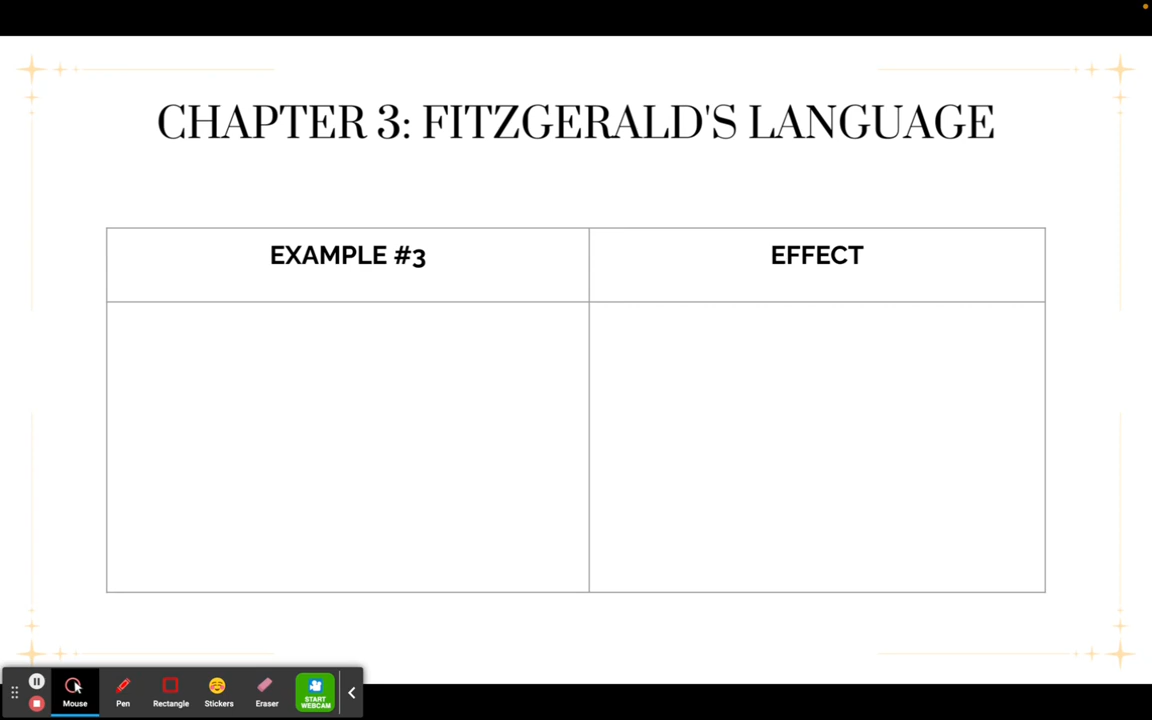 CHAPTER 3: FITZGERALD'S LANGUAGE
EXAMPLE #3
EFFECT
Mouse
Pen
Rectangle
Stickers
Eraser
START
WEBCAM